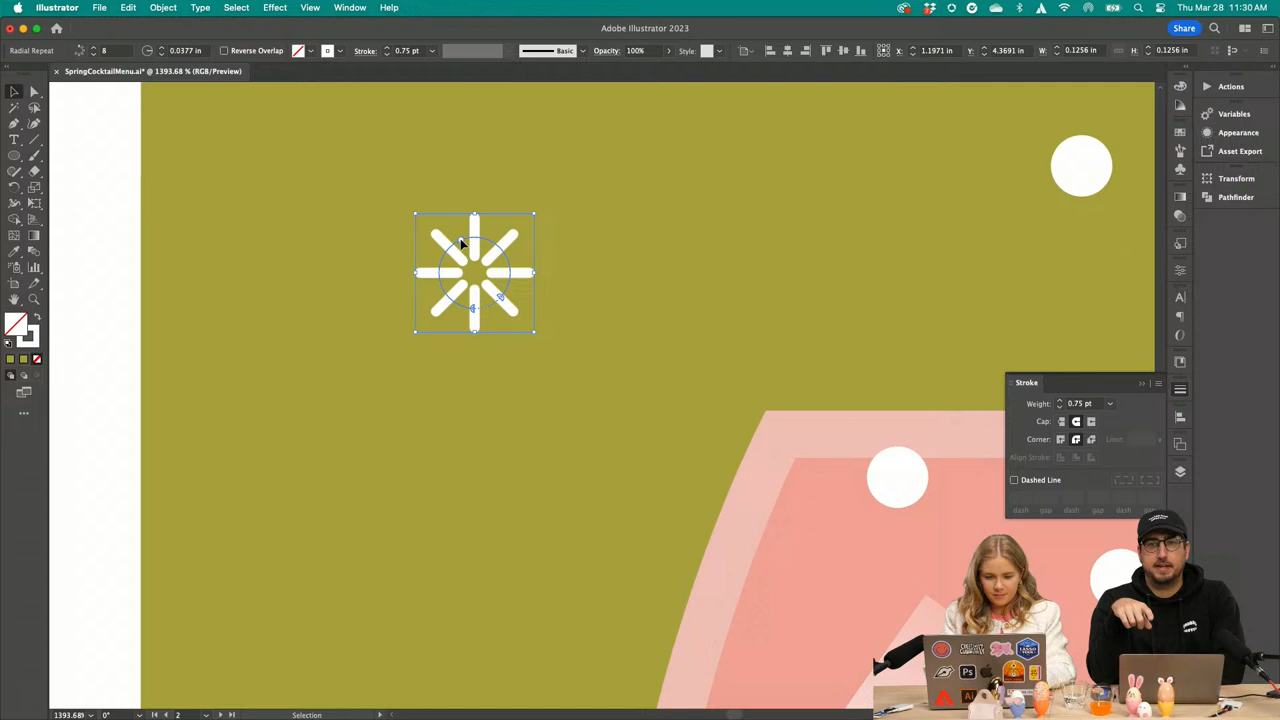 Illustrator File Edit Object Type Select Effect View Window Help
Thu Mar 28 11:30 AM
Adobe Illustrator 2023
Share
Radial Repeat 8 0.0377 in Reverse Overlap Stroke: 0.75 pt Basic Opacity: 100% Style: X: 1.1971 in Y: 4.3691 in W: 0.1256 in H: 0.1256 in
SpringCocktailMenu.ai* @ 1393.68 % (RGB/Preview)
Actions
Variables
Appearance
Asset Export
Transform
Pathfinder
Stroke
Weight: 0.75 pt
Cap:
Corner: Limit:
Align Stroke:
Dashed Line
dash gap dash gap dash gap
Ps
Ai
LASSO
1393.68% 0° 2 Selection